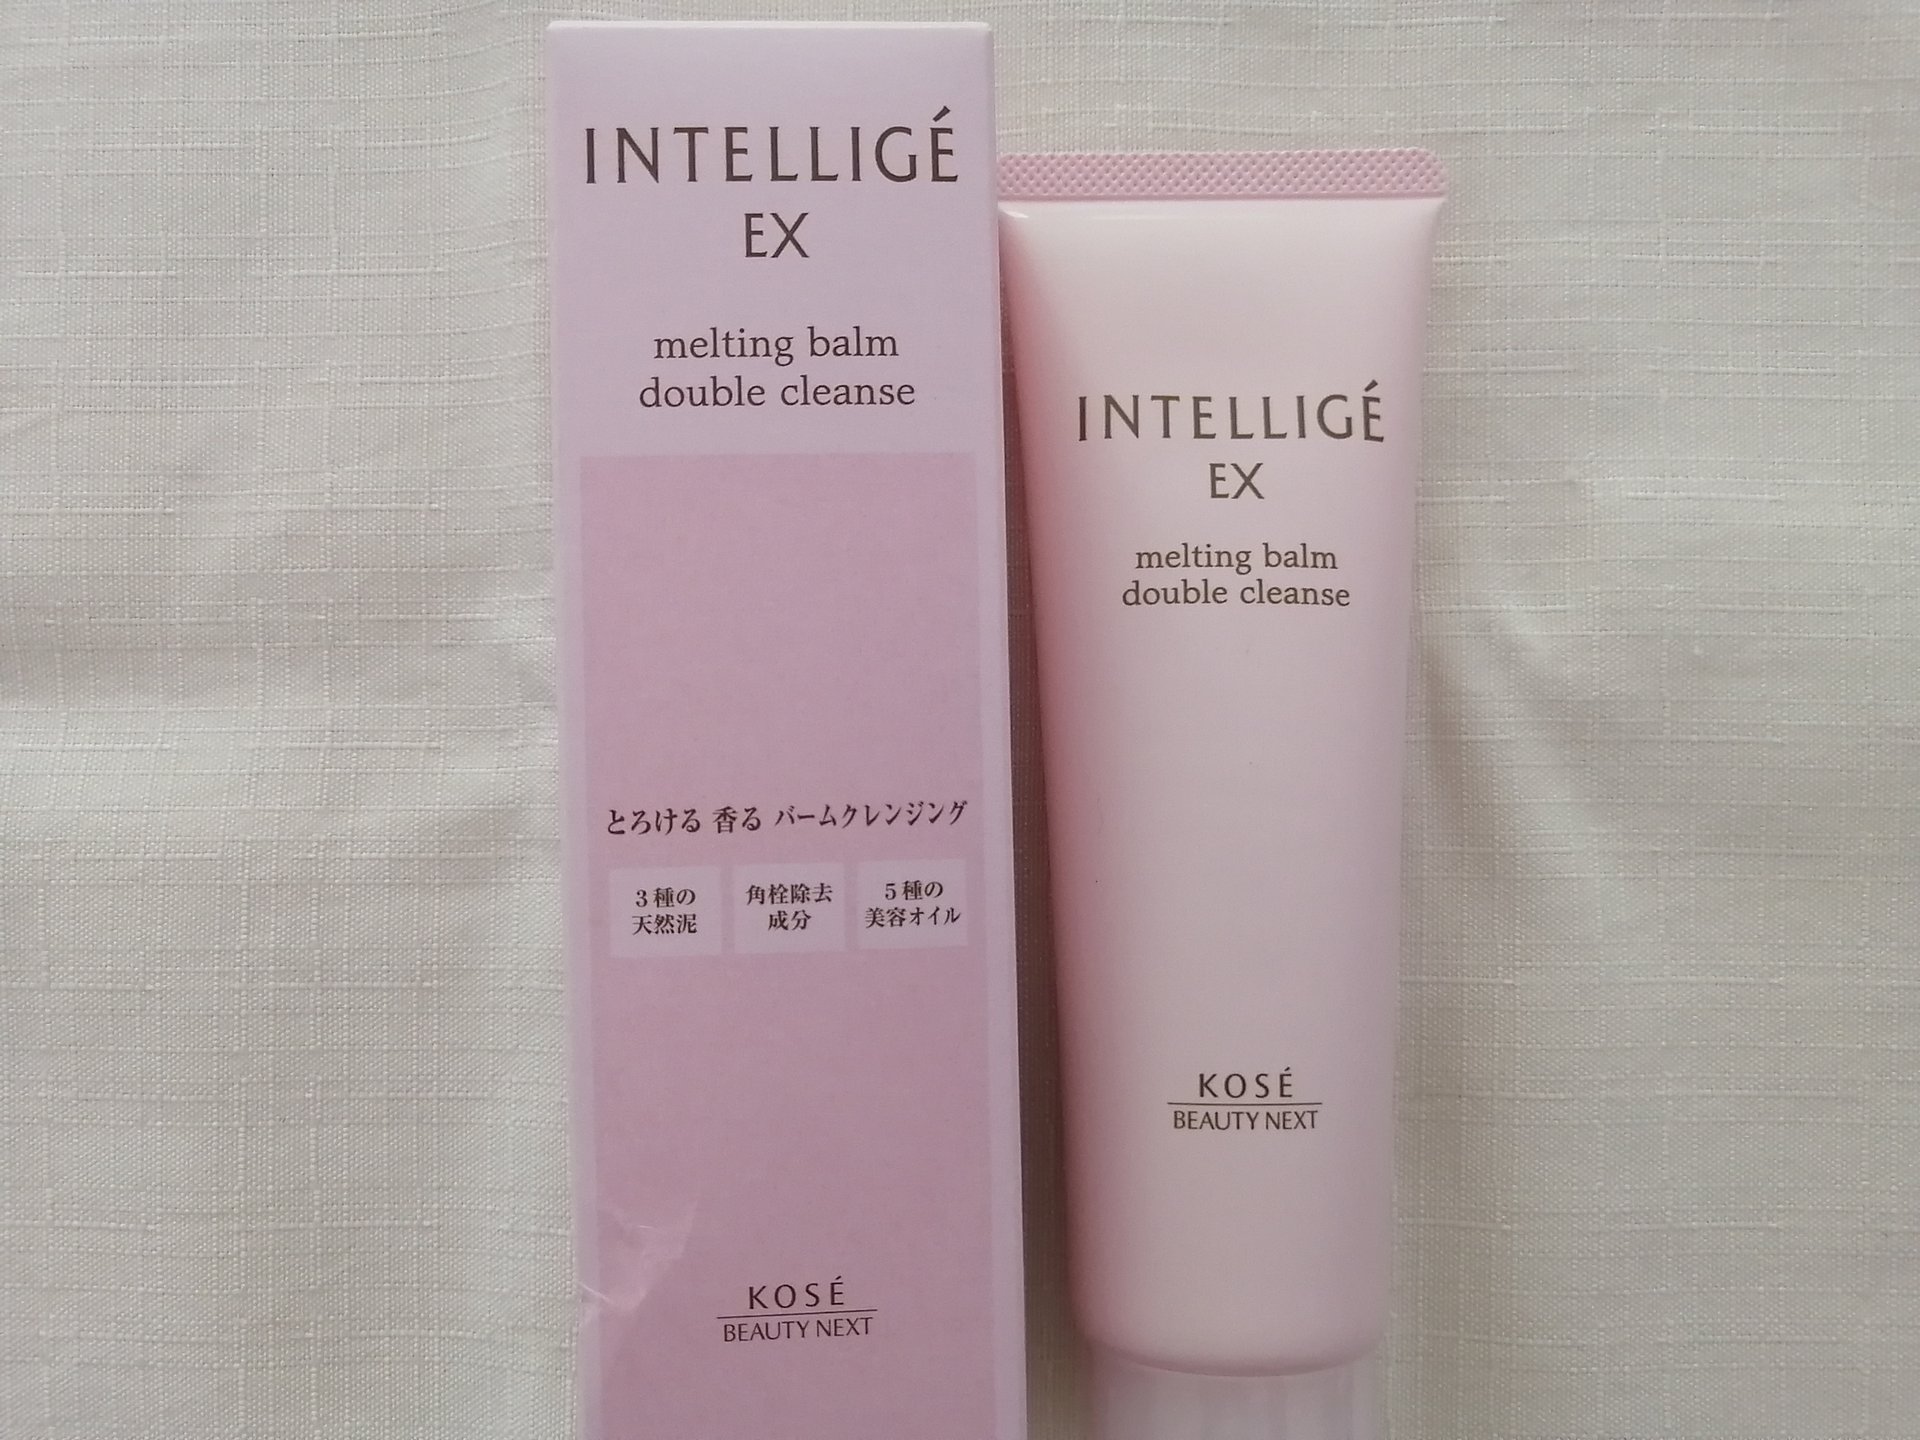 INTELLIGÉ
EX
melting balm
double cleanse
とろける 香る バームクレンジング
3種の
天然泥
角栓除去
成分
5種の
美容オイル
KOSÉ
BEAUTY NEXT
INTELLIGÉ
EX
melting balm
double cleanse
KOSÉ
BEAUTY NEXT